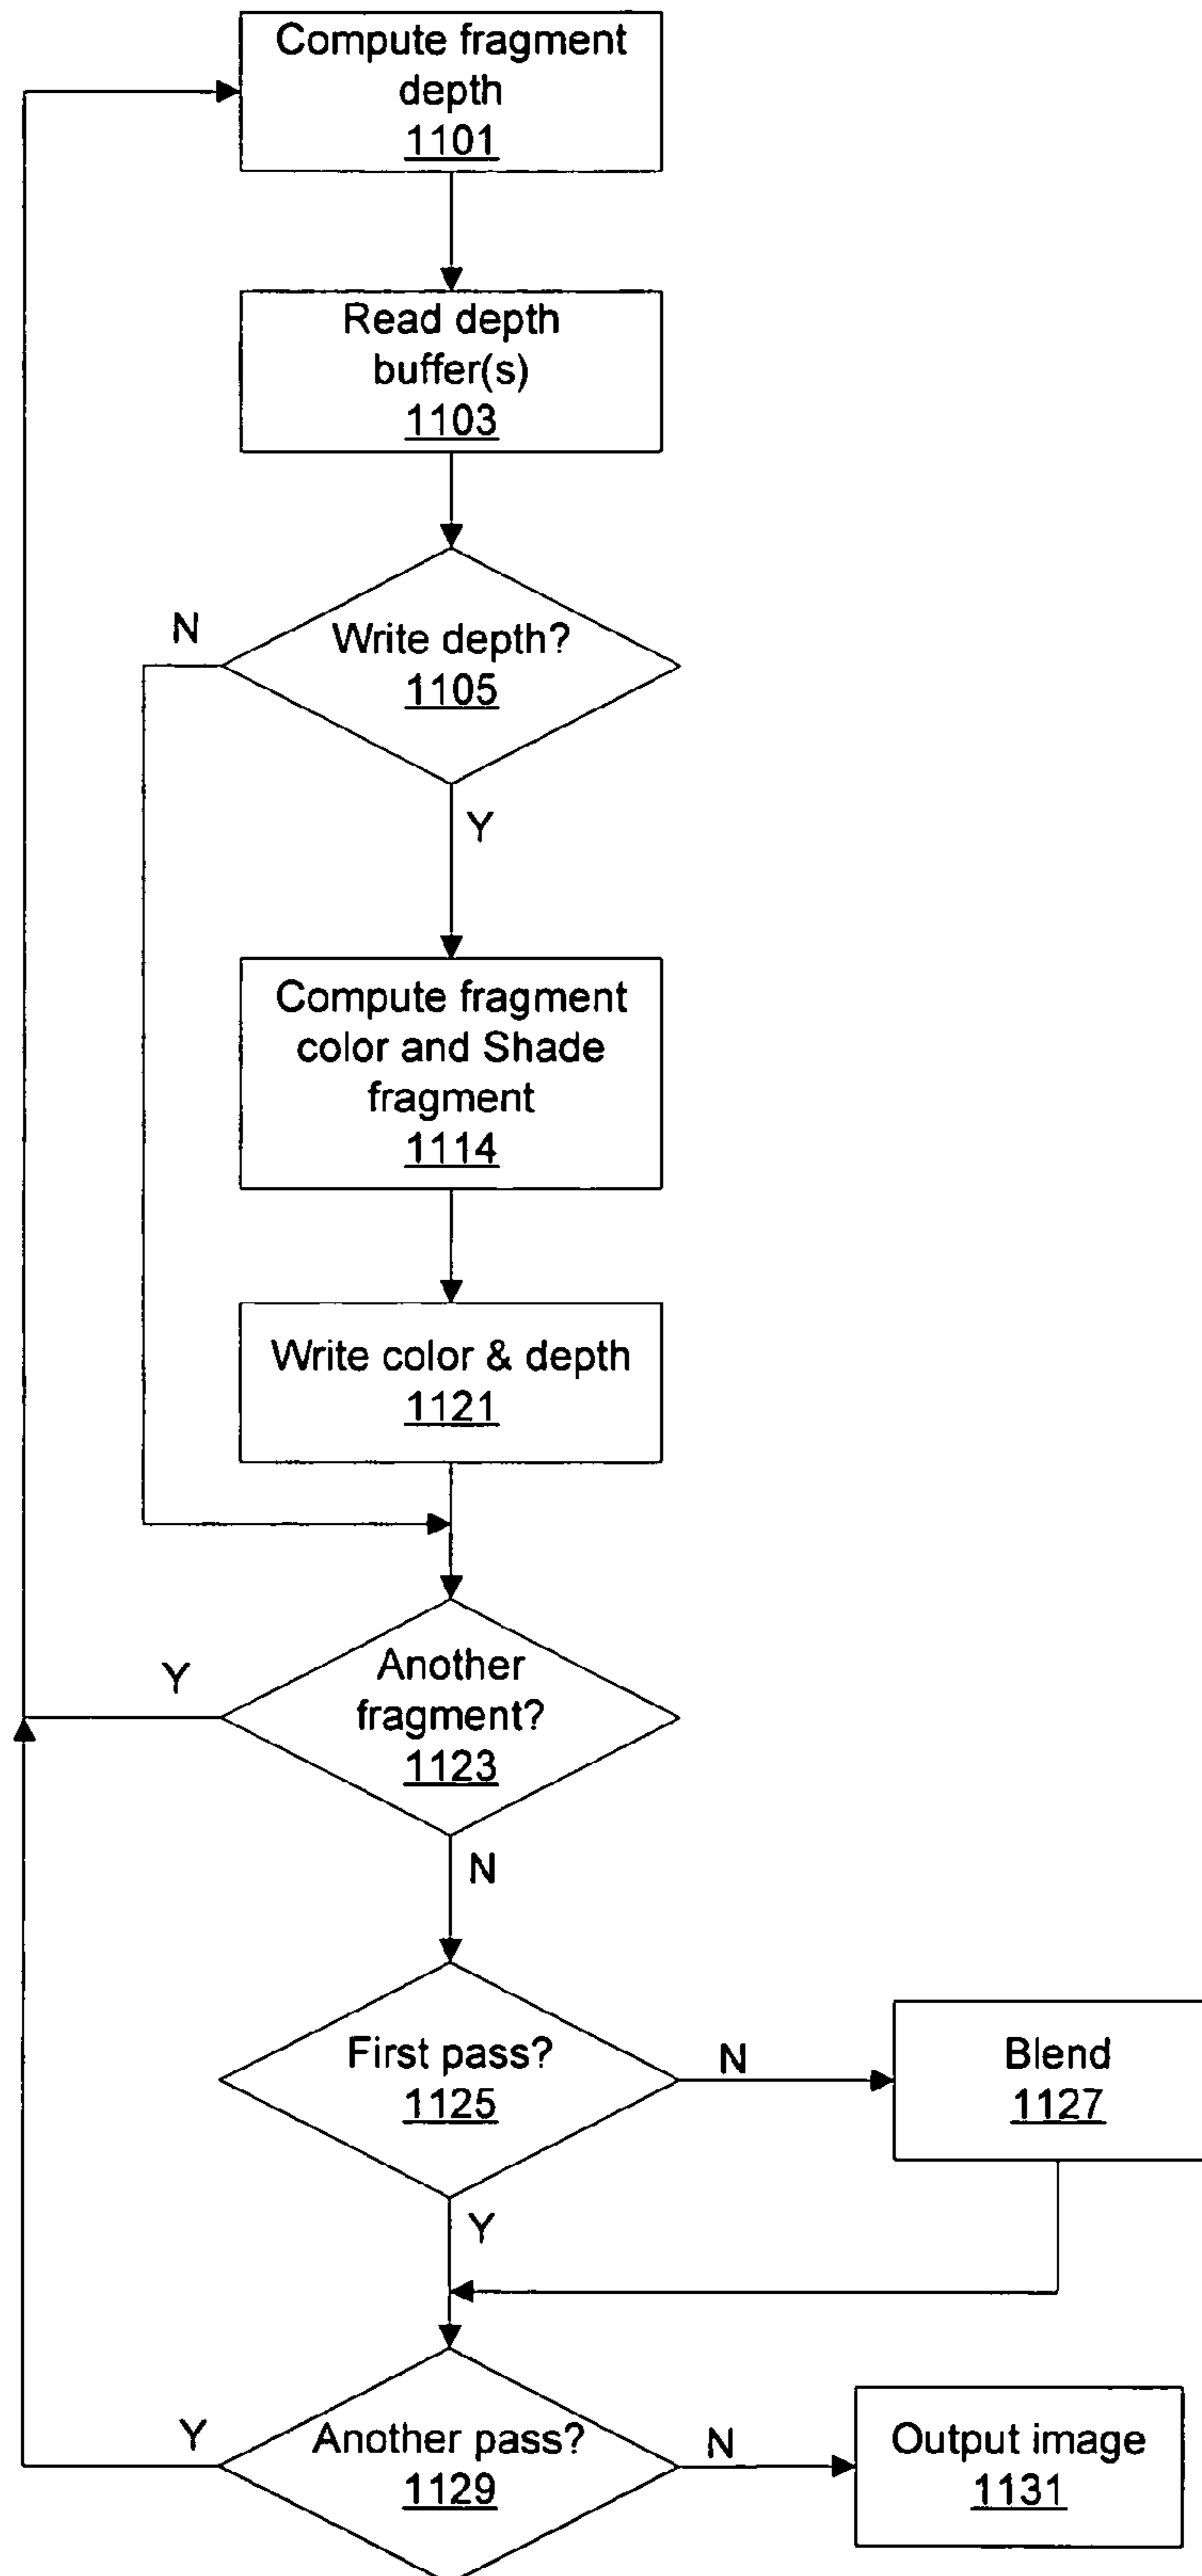 Compute fragment
depth
1101
Read depth
buffer(s)
1103
N
Write depth?
1105
Y
Compute fragment
color and Shade
fragment
1114
Write color & depth
1121
Y
Another
fragment?
1123
N
First pass?
1125
N
Blend
1127
Y
Y
Another pass?
1129
N
Output image
1131